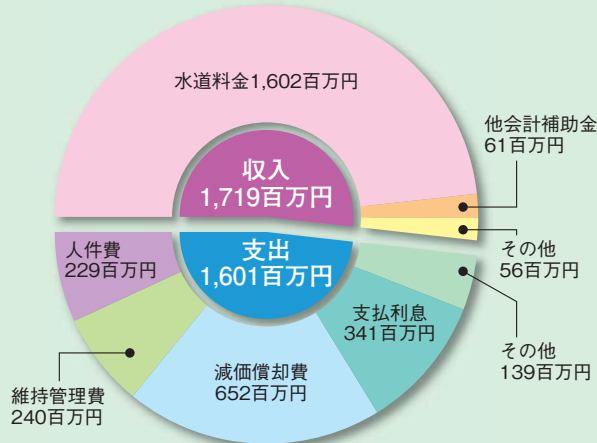 水道料金1,602百万円
他会計補助金
61百万円
収入
1,719百万円
その他
56百万円
支出
1,601百万円
人件費
229百万円
支払利息
341百万円
その他
139百万円
減価償却費
652百万円
維持管理費
240百万円